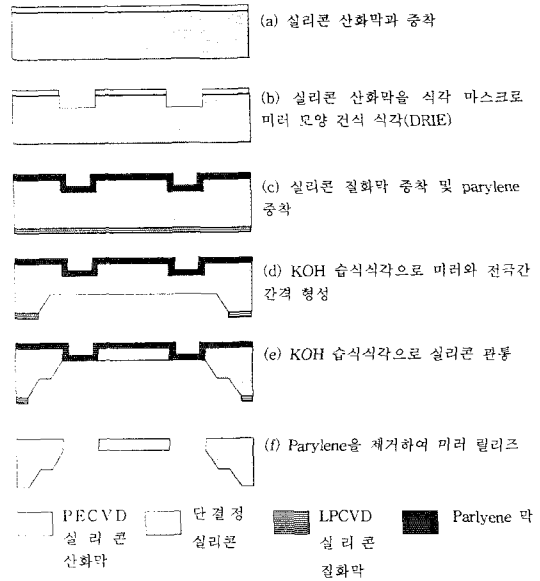 (a) 실리콘 산화막과 증착
(b) 실리콘 산화막을 식각 마스크로
미러 모양 건식 식각(DRIE)
(c) 실리콘 질화막 증착 및 parylene
증착
(d) KOH 습식식각으로 미러와 전극간
간격 형성
(e) KOH 습식식각으로 실리콘 관통
(f) Parylene을 제거하여 미러 릴리즈
PECVD
실 리 콘
산화막
단결정
실리콘
LPCVD
실 리 콘
질화막
Parlyene 막